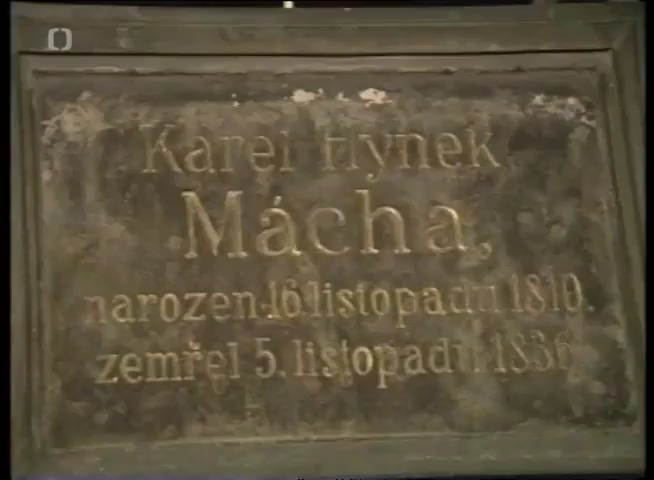 Karel Hynek
Mácha,
narozen 16. listopadu 1810.
zemřel 5. listopadu 1836